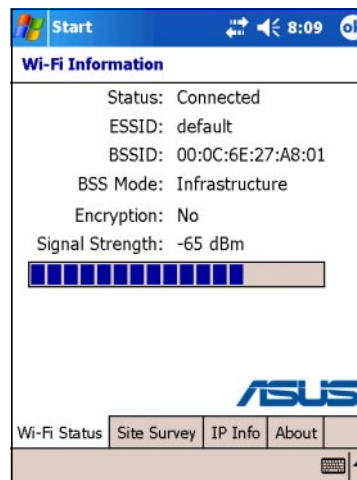 Start 8:09 ok
Wi-Fi Information
Status: Connected
ESSID: default
BSSID: 00:0C:6E:27:A8:01
BSS Mode: Infrastructure
Encryption: No
Signal Strength: -65 dBm
ASUS
Wi-Fi Status Site Survey IP Info About